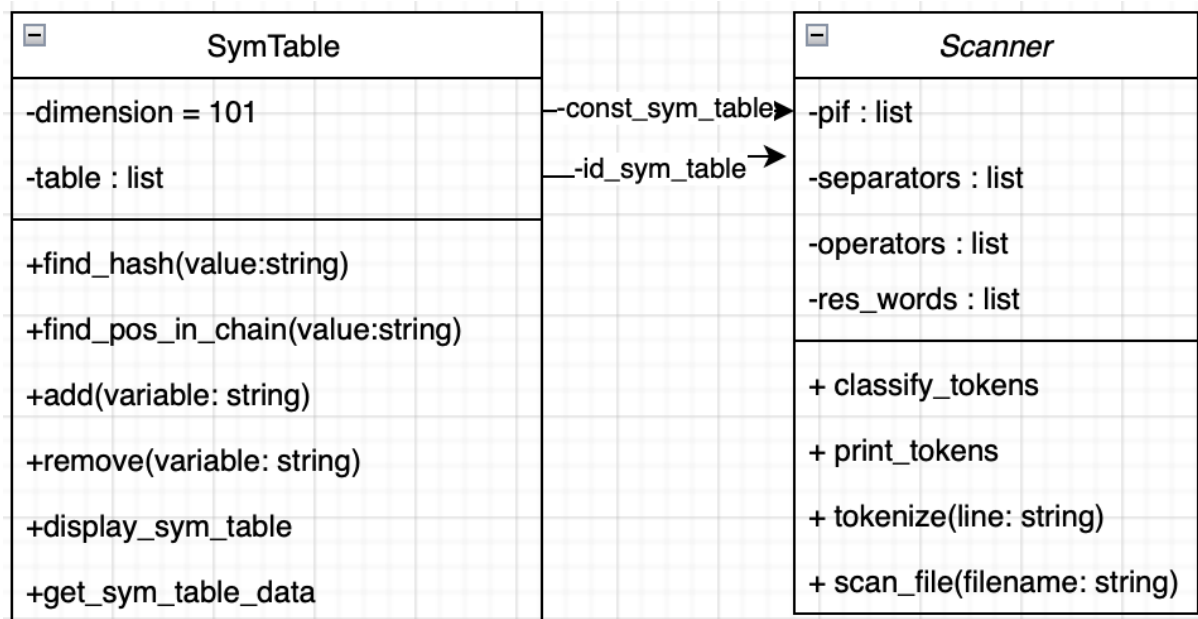 SymTable
-dimension = 101
-table : list
+find_hash(value:string)
+find_pos_in_chain(value:string)
+add(variable: string)
+remove(variable: string)
+display_sym_table
+get_sym_table_data
-const_sym_tables
-id_sym_table
Scanner
-pif : list
-separators : list
-operators : list
-res_words : list
+ classify_tokens
+ print_tokens
+ tokenize(line: string)
+ scan_file(filename: string)